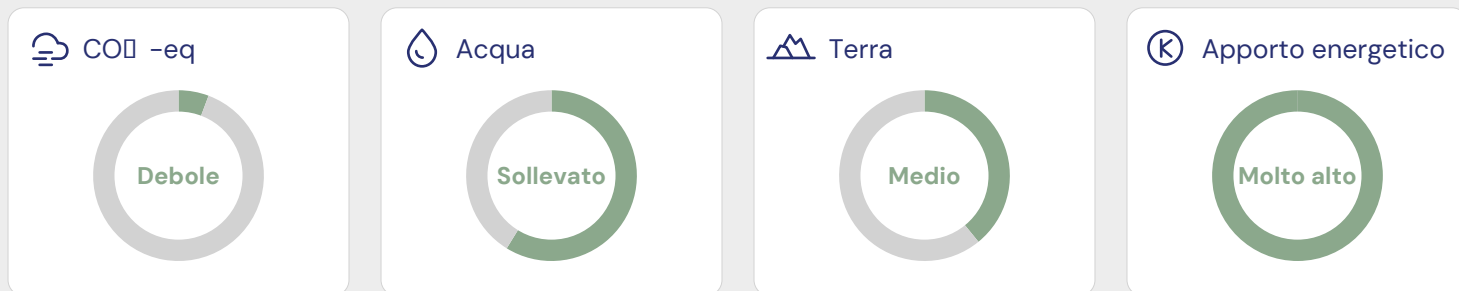 CO▯ -eq
Acqua
Terra
Apporto energetico
Debole
Sollevato
Medio
Molto alto